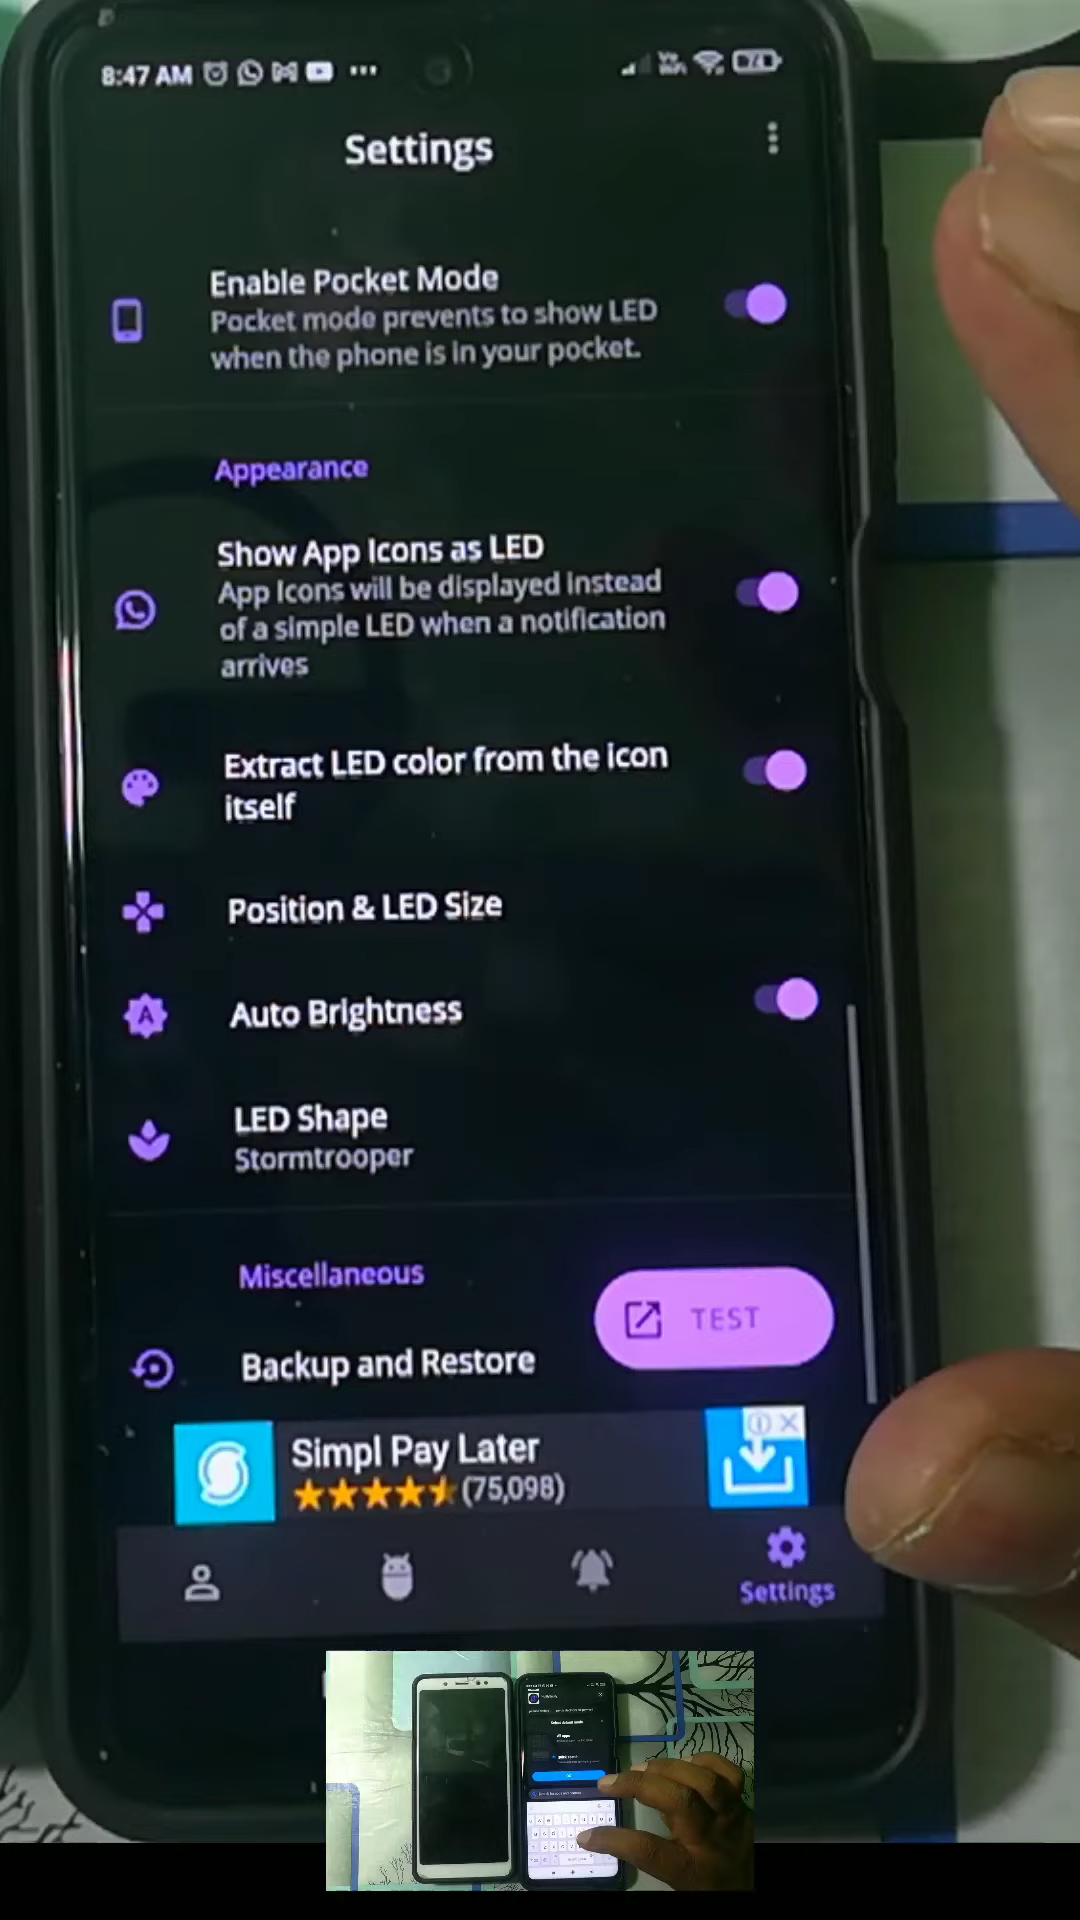 8:47 AM
Vo
WiFi
74
Settings
Enable Pocket Mode
Pocket mode prevents to show LED
when the phone is in your pocket.
Appearance
Show App Icons as LED
App Icons will be displayed instead
of a simple LED when a notification
arrives
Extract LED color from the icon
itself
Position & LED Size
A
Auto Brightness
LED Shape
Stormtrooper
Miscellaneous
TEST
Backup and Restore
Simpl Pay Later
(75,098)
Settings